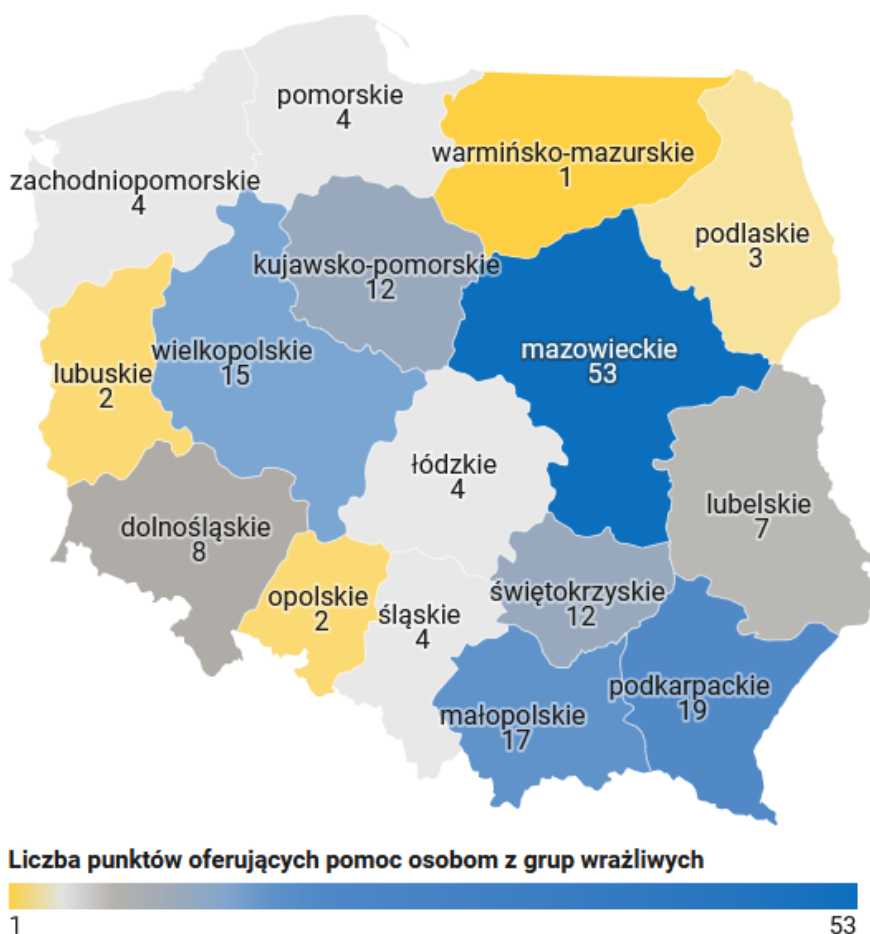 pomorskie
4
warmińsko-mazurskie
1
zachodniopomorskie
4
podlaskie
3
kujawsko-pomorskie
12
wielkopolskie
15
mazowieckie
53
lubuskie
2
łódzkie
4
lubelskie
7
dolnośląskie
8
opolskie
2
śląskie
4
świętokrzyskie
12
podkarpackie
19
małopolskie
17
Liczba punktów oferujących pomoc osobom z grup wrażliwych
1
53